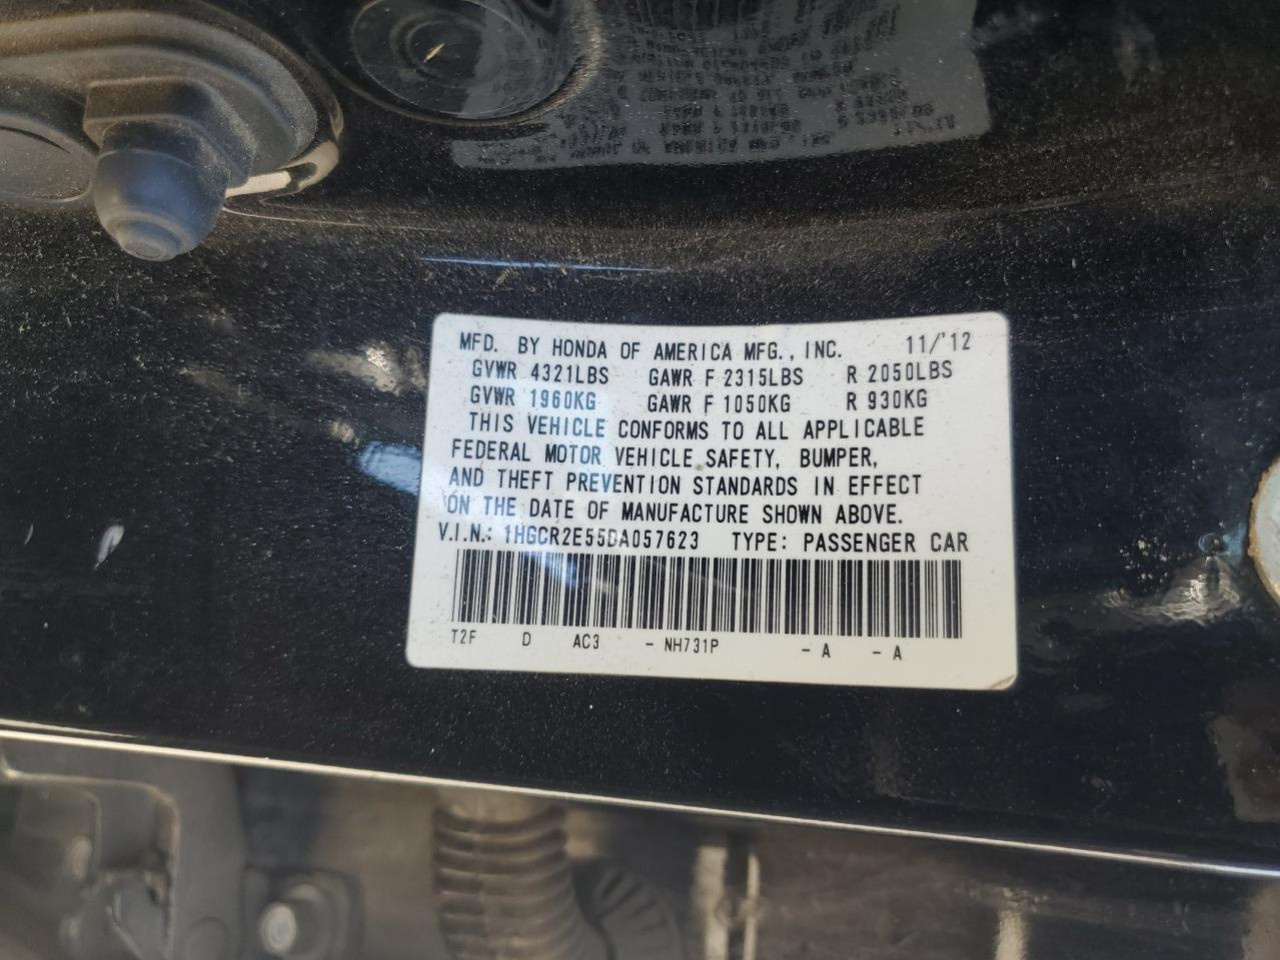 MFD. BY HONDA OF AMERICA MFG., INC. 11/'12
GVWR 4321LBS GAWR F 2315LBS R 2050LBS
GVWR 1960KG GAWR F 1050KG R 930KG
THIS VEHICLE CONFORMS TO ALL APPLICABLE
FEDERAL MOTOR VEHICLE SAFETY, BUMPER,
AND THEFT PREVENTION STANDARDS IN EFFECT
ON THE DATE OF MANUFACTURE SHOWN ABOVE.
V.I.N.: 1HGCR2E55DA057623 TYPE: PASSENGER CAR
T2F D AC3 - NH731P - A - A